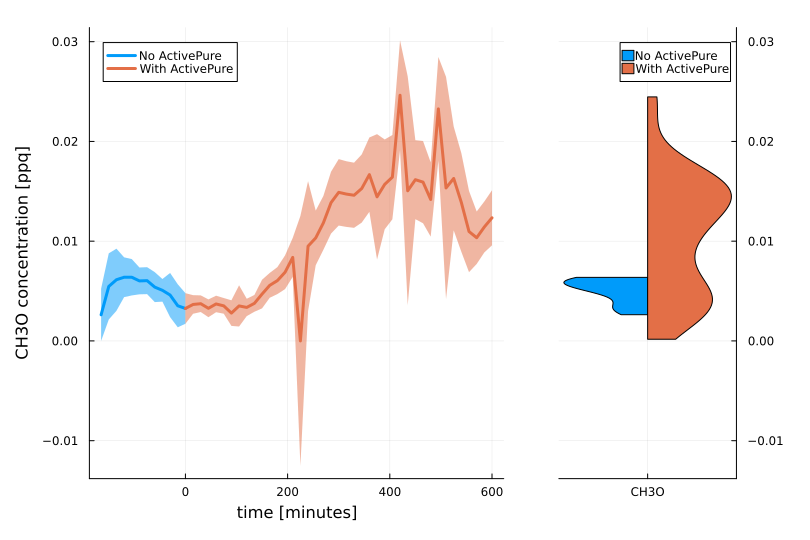 No ActivePure
With ActivePure
CH3O concentration [ppq]
0.03
0.02
0.01
0.00
−0.01
0
200
400
600
time [minutes]
No ActivePure
With ActivePure
0.03
0.02
0.01
0.00
−0.01
CH3O